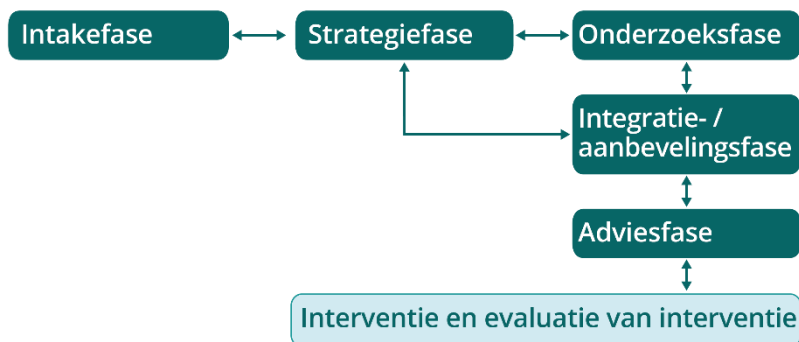 Intakefase
Strategiefase
Onderzoeksfase
Integratie- /
aanbevelingsfase
Adviesfase
Interventie en evaluatie van interventie